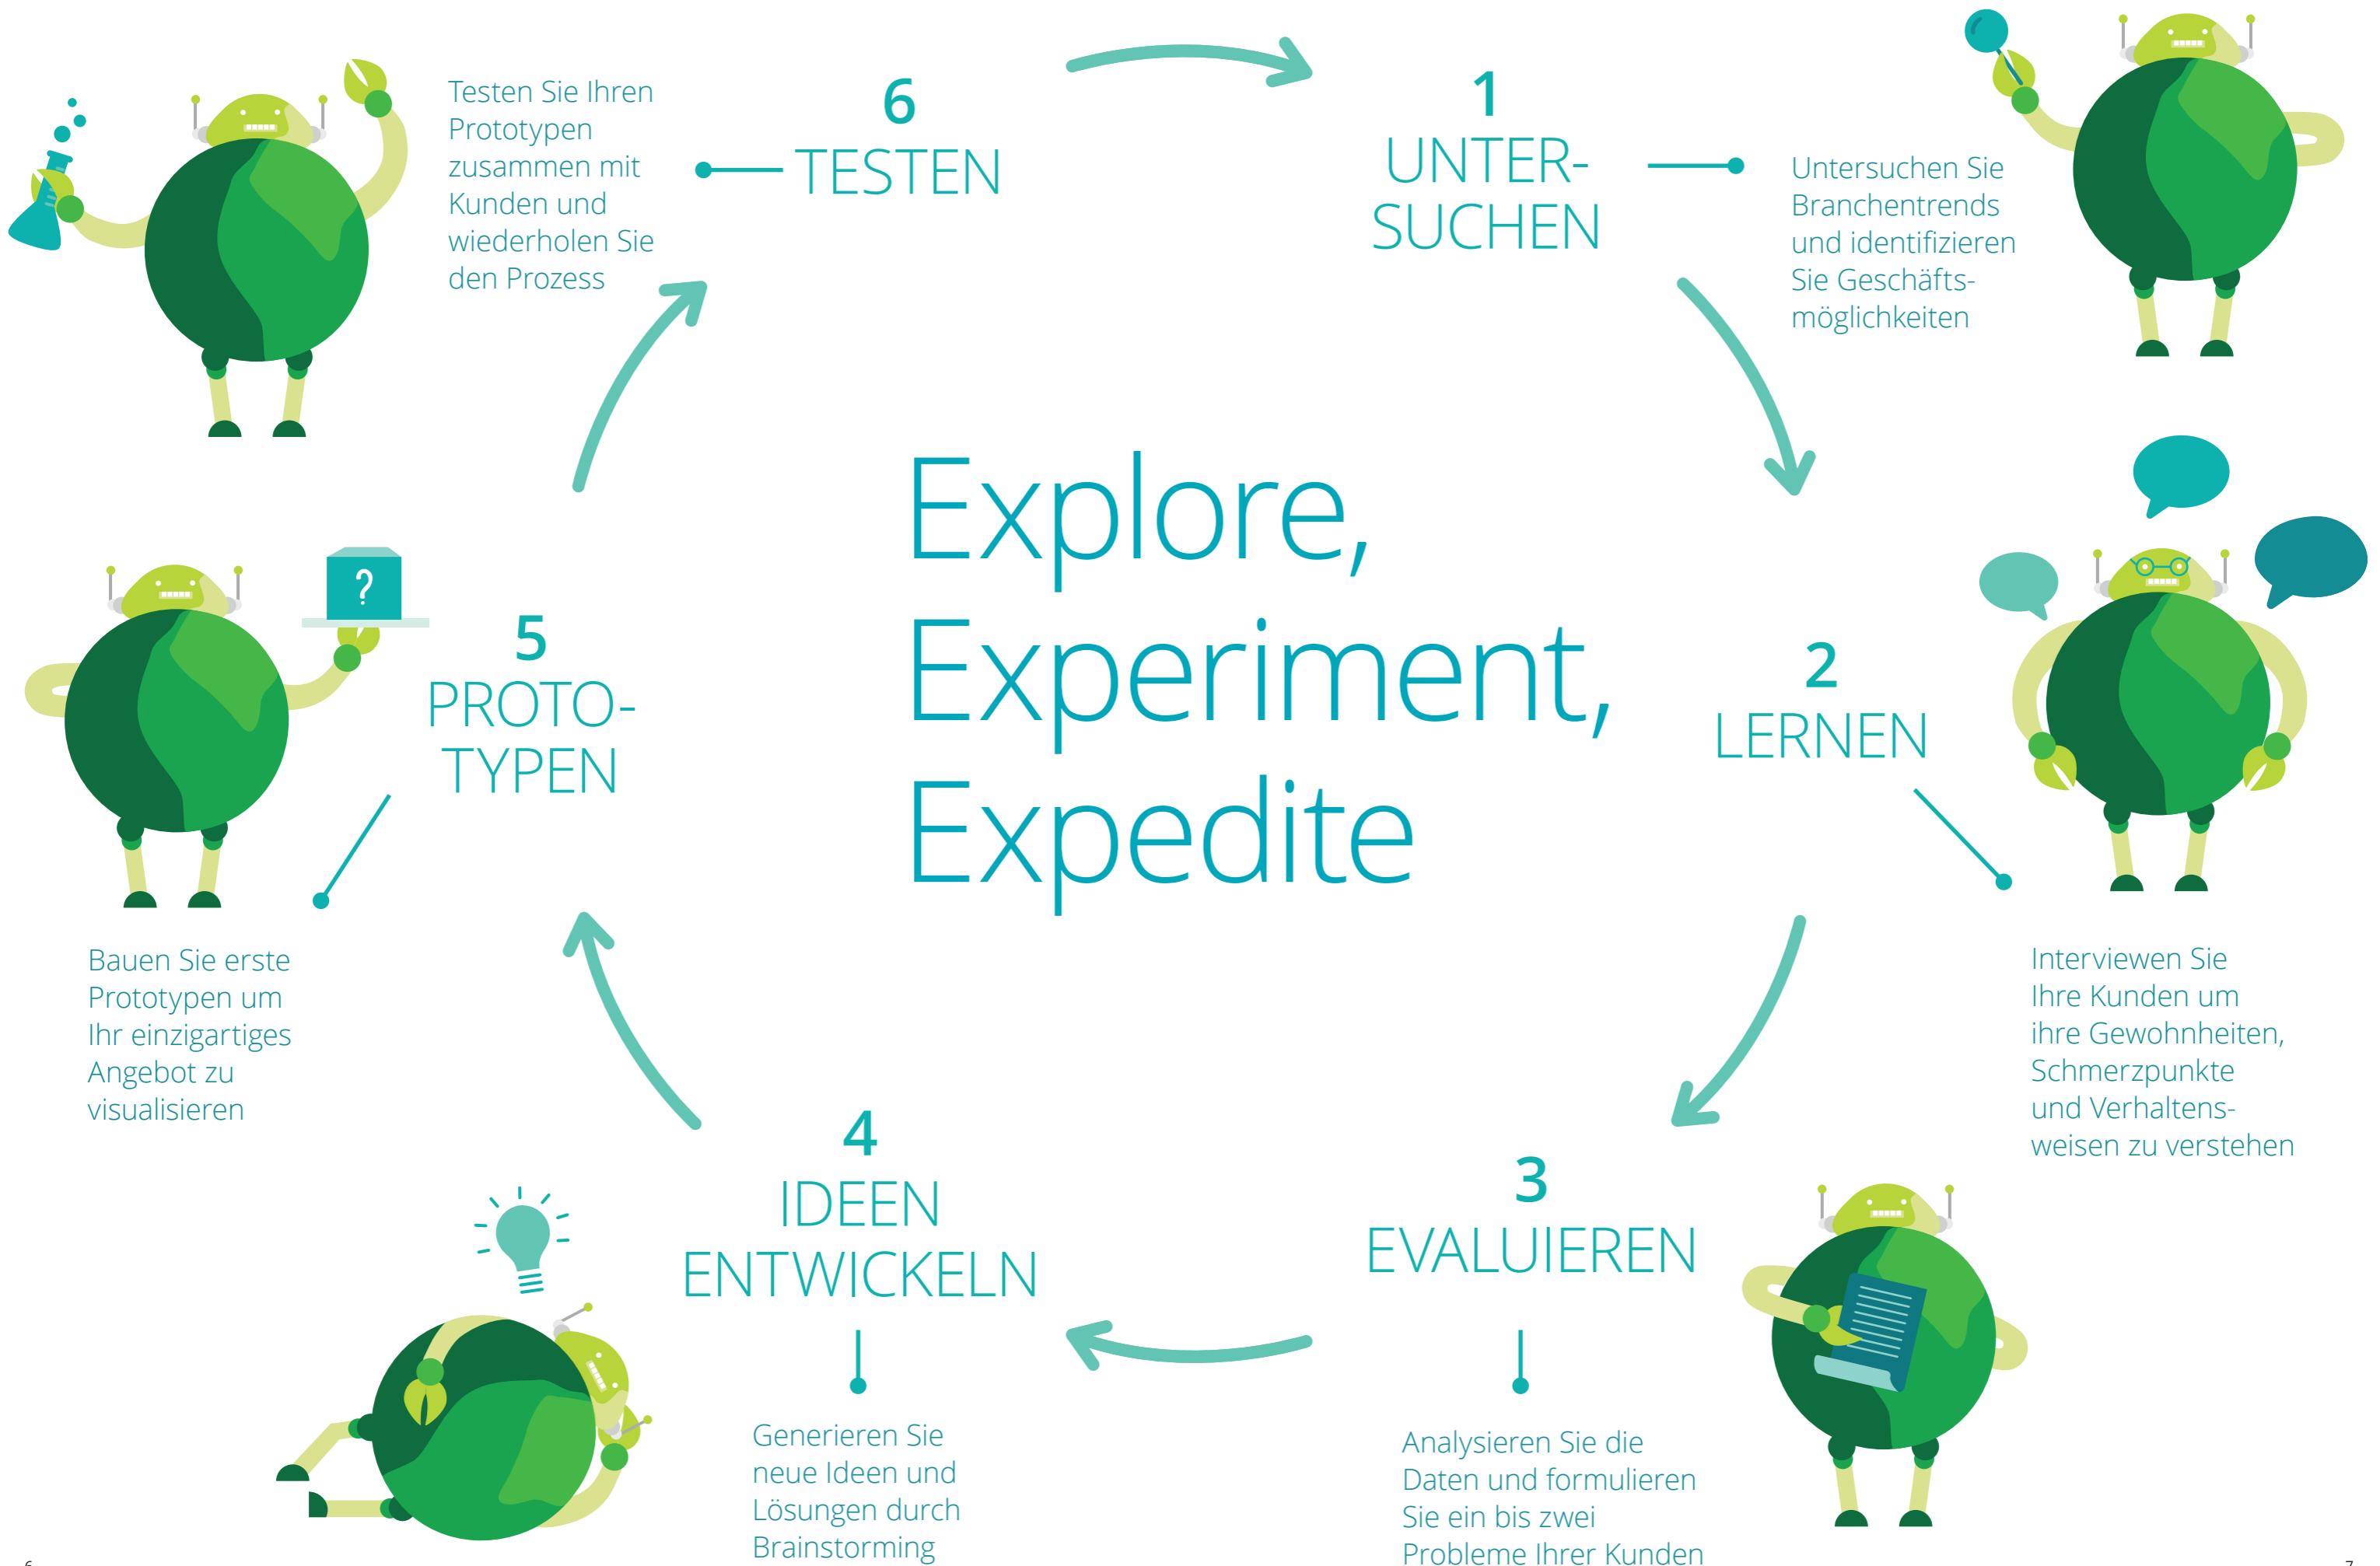 6
TESTEN
Testen Sie Ihren
Prototypen
zusammen mit
Kunden und
wiederholen Sie
den Prozess
1
UNTER-
SUCHEN
Untersuchen Sie
Branchentrends
und identifizieren
Sie Geschäfts-
möglichkeiten
Explore,
Experiment,
Expedite
?
5
PROTO-
TYPEN
Bauen Sie erste
Prototypen um
Ihr einzigartiges
Angebot zu
visualisieren
2
LERNEN
Interviewen Sie
Ihre Kunden um
ihre Gewohnheiten,
Schmerzpunkte
und Verhaltens-
weisen zu verstehen
4
IDEEN
ENTWICKELN
Generieren Sie
neue Ideen und
Lösungen durch
Brainstorming
3
EVALUIEREN
Analysieren Sie die
Daten und formulieren
Sie ein bis zwei
Probleme Ihrer Kunden
6
7